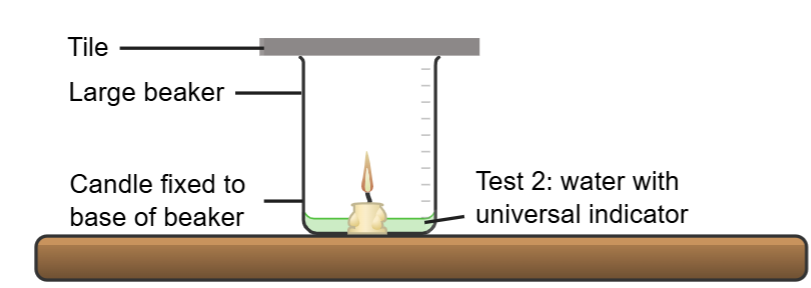 Tile
Large beaker
Candle fixed to
base of beaker
Test 2: water with
universal indicator